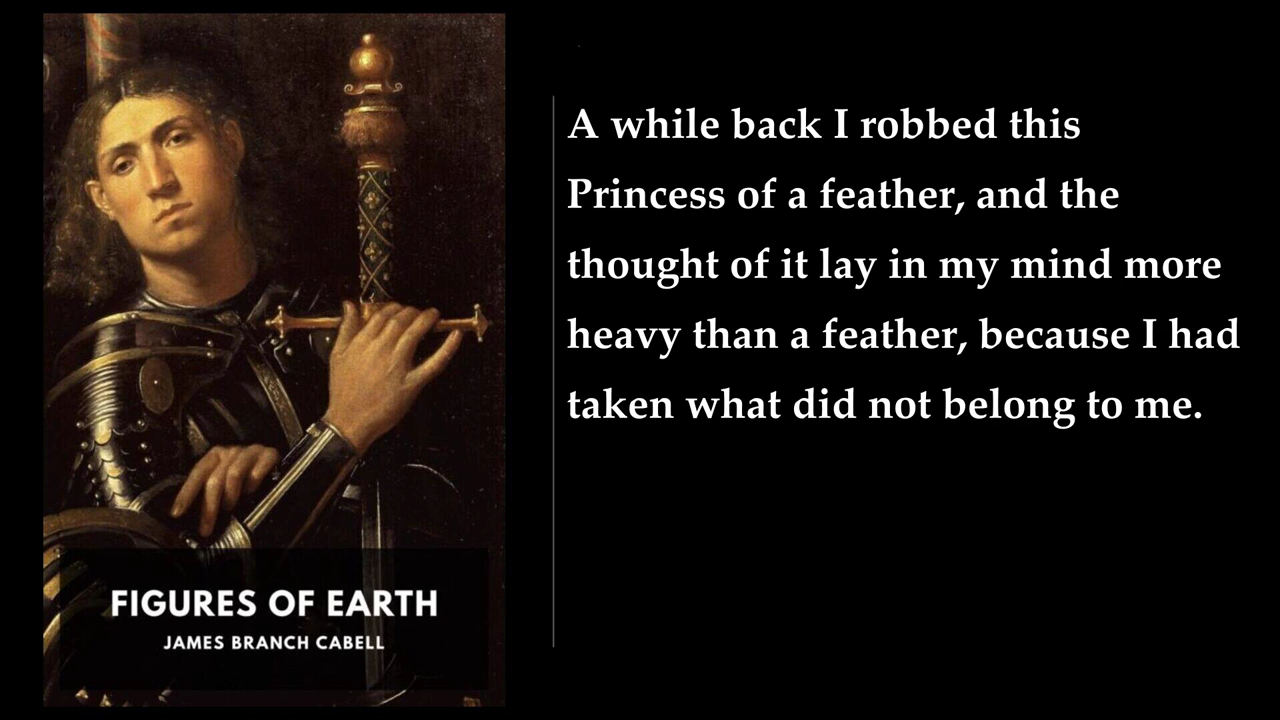 FIGURES OF EARTH
JAMES BRANCH CABELL
A while back I robbed this
Princess of a feather, and the
thought of it lay in my mind more
heavy than a feather, because I had
taken what did not belong to me.